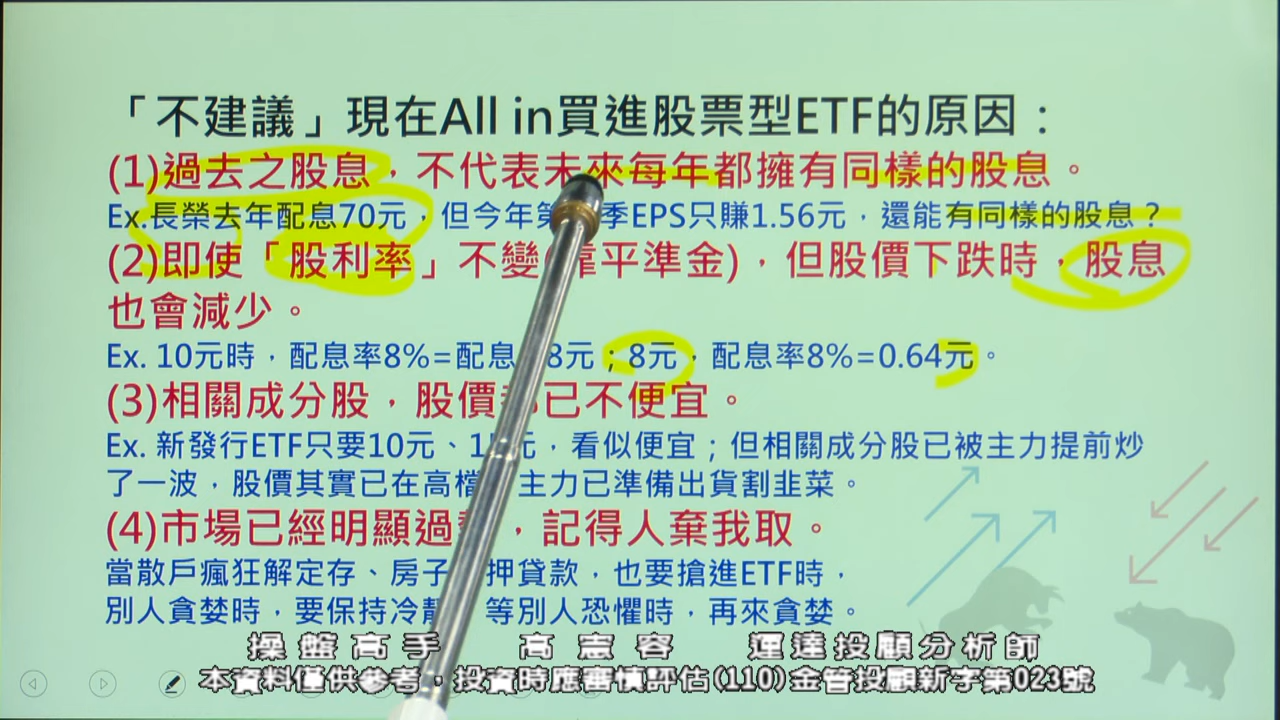 「不建議」現在All in買進股票型ETF的原因：
(1)過去之股息，不代表未來每年都擁有同樣的股息。
Ex.長榮去年配息70元，但今年第 季EPS只賺1.56元，還能有同樣的股息？
(2)即使「股利率」不變(靠平準金)，但股價下跌時，股息
也會減少。
Ex. 10元時，配息率8%=配息 8元；8元，配息率8%=0.64元。
(3)相關成分股，股價 已不便宜。
Ex. 新發行ETF只要10元、1 元，看似便宜；但相關成分股已被主力提前炒
了一波，股價其實已在高檔 主力已準備出貨割韭菜。
(4)市場已經明顯過 ，記得人棄我取。
當散戶瘋狂解定存、房子 押貸款，也要搶進ETF時，
別人貪婪時，要保持冷靜 等別人恐懼時，再來貪婪。
操盤高手 高憲容 運達投顧分析師
本資料僅供參考，投資時應審慎評估(110)金管投顧新字第023號